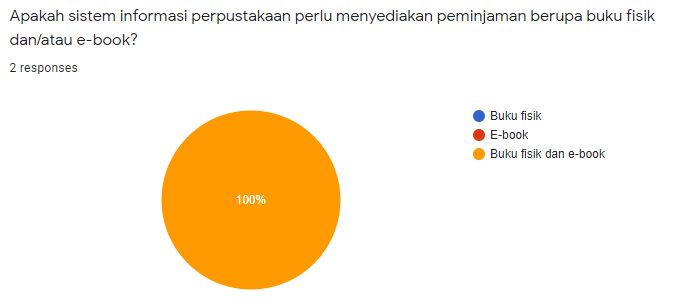 Apakah sistem informasi perpustakaan perlu menyediakan peminjaman berupa buku fisik
dan/atau e-book?
2 responses
100%
Buku fisik
E-book
Buku fisik dan e-book